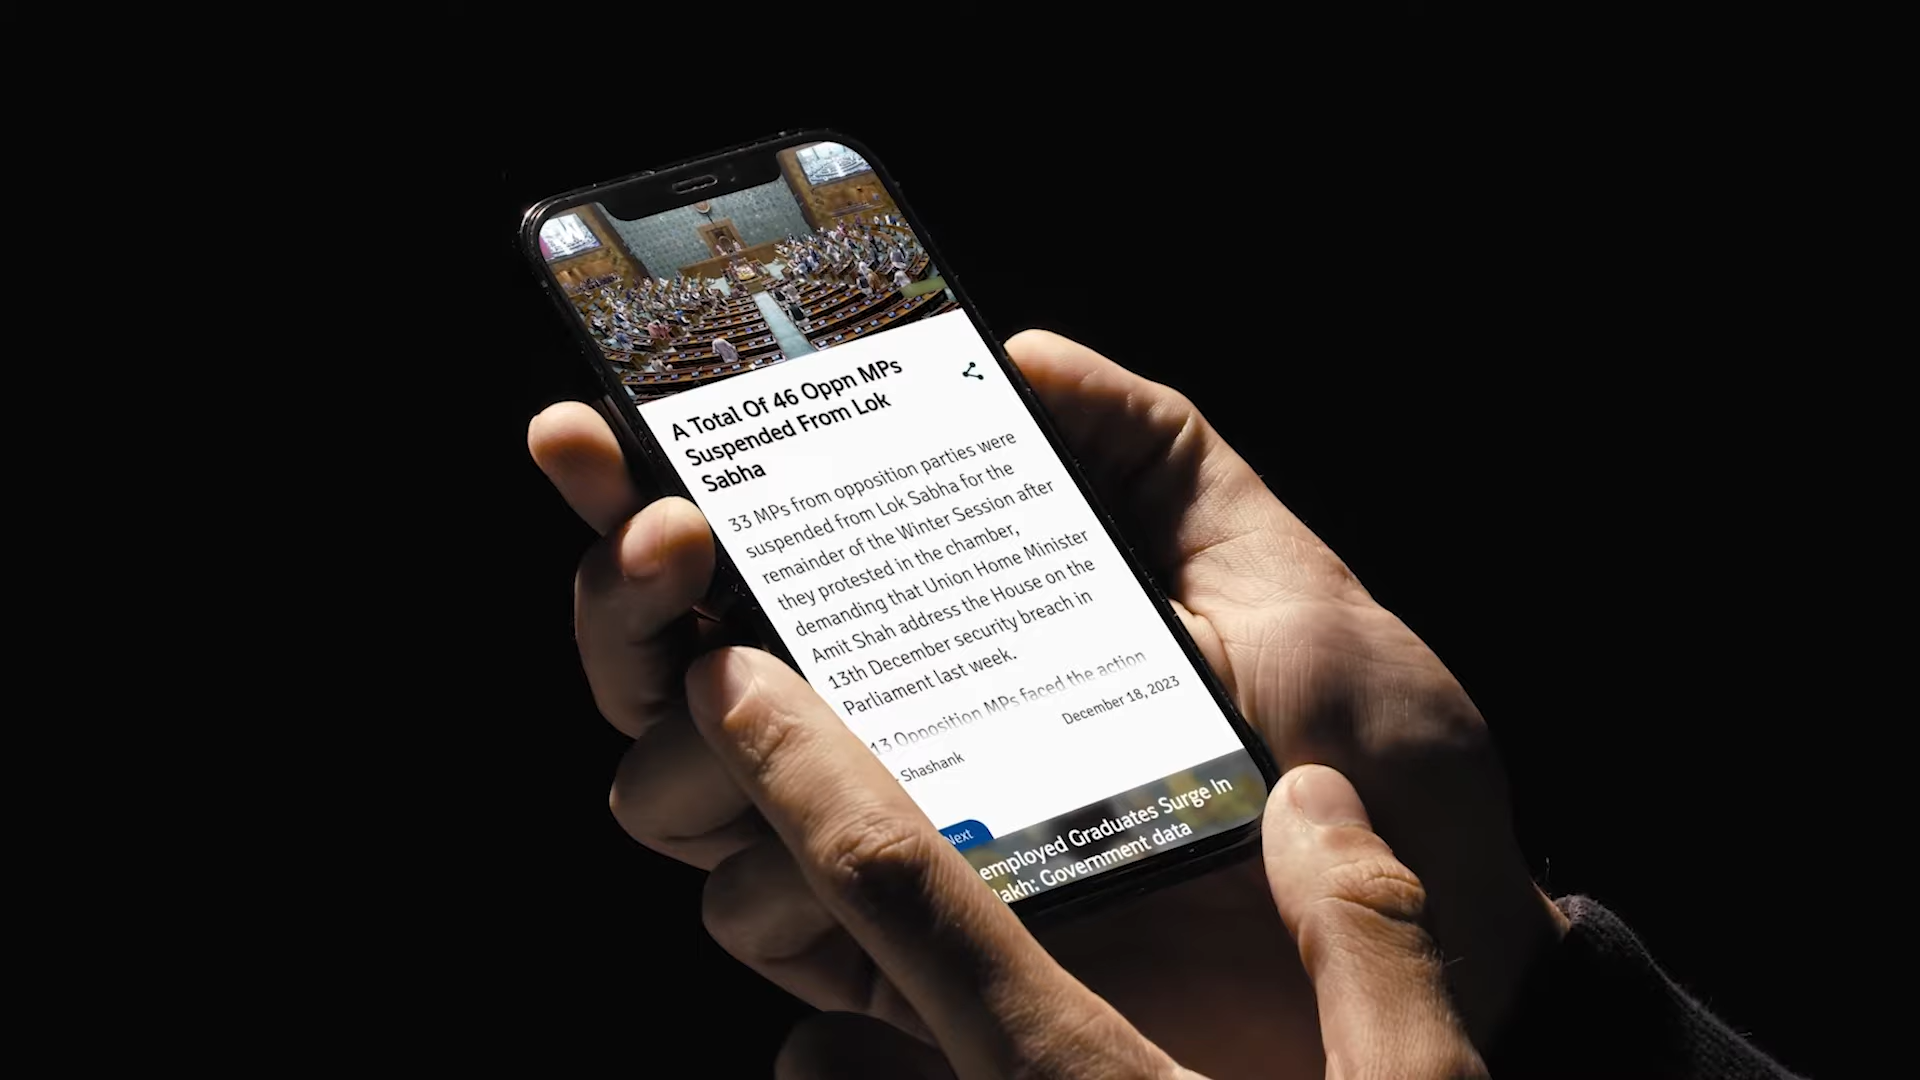 A Total Of 46 Oppn MPs
Suspended From Lok
Sabha
33 MPs from opposition parties were
suspended from Lok Sabha for the
remainder of the Winter Session after
they protested in the chamber,
demanding that Union Home Minister
Amit Shah address the House on the
13th December security breach in
Parliament last week.
13 Opposition MPs faced the action
- Shashank
December 18, 2023
Next
employed Graduates Surge In
lakh: Government data